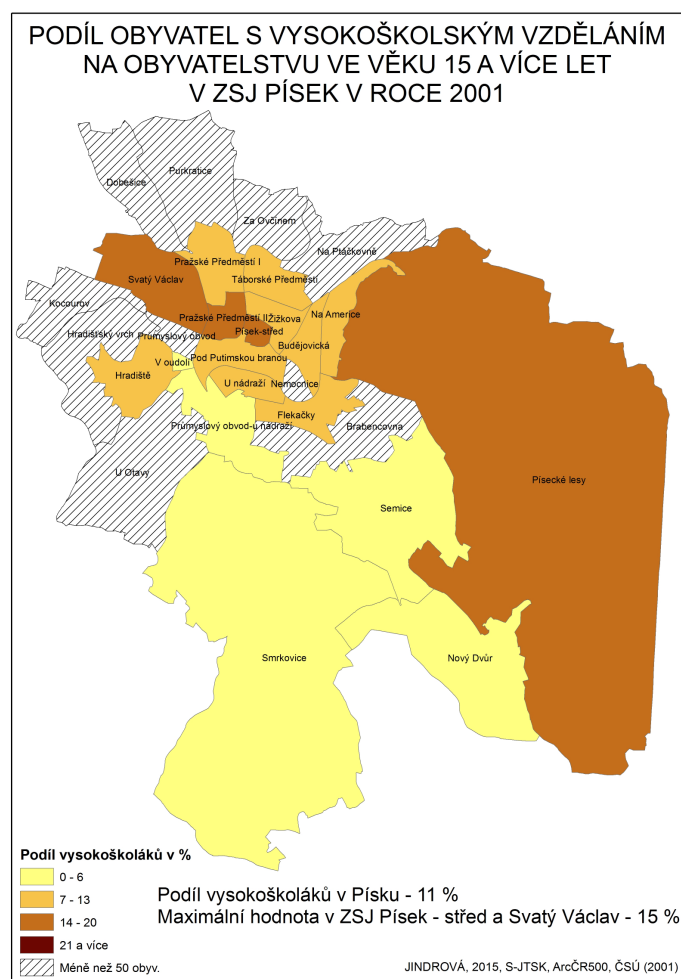 PODÍL OBYVATEL S VYSOKOŠKOLSKÝM VZDĚLÁNÍM
NA OBYVATELSTVU VE VĚKU 15 A VÍCE LET
V ZSJ PÍSEK V ROCE 2001
Dobešice
Purkratice
Za Ovčínem
Na Ptáčkovně
Pražské Předměstí I
Svatý Václav
Táborské Předměstí
Kocourov
Pražské Předměstí II
Žižkova
Na Americe
Hradišťský vrch
Průmyslový obvod
Písek-střed
Budějovická
V oudolí
Pod Putimskou branou
Hradiště
U nádraží
Nemocnice
Flekačky
Průmyslový obvod-u nádraží
Brabencovna
U Otavy
Písecké lesy
Semice
Smrkovice
Nový Dvůr
Podíl vysokoškoláků v %
0 - 6
7 - 13
14 - 20
21 a více
Méně než 50 obyv.
Podíl vysokoškoláků v Písku - 11 %
Maximální hodnota v ZSJ Písek - střed a Svatý Václav - 15 %
JINDROVÁ, 2015, S-JTSK, ArcČR500, ČSÚ (2001)